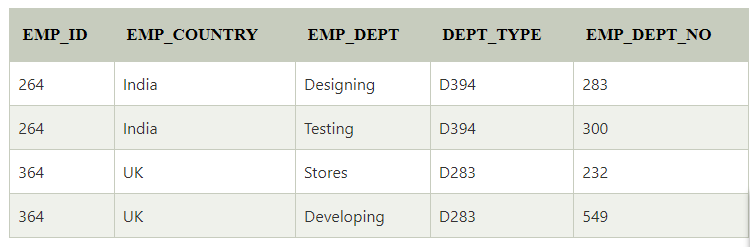 EMP_ID EMP_COUNTRY EMP_DEPT DEPT_TYPE EMP_DEPT_NO
264 India Designing D394 283
264 India Testing D394 300
364 UK Stores D283 232
364 UK Developing D283 549